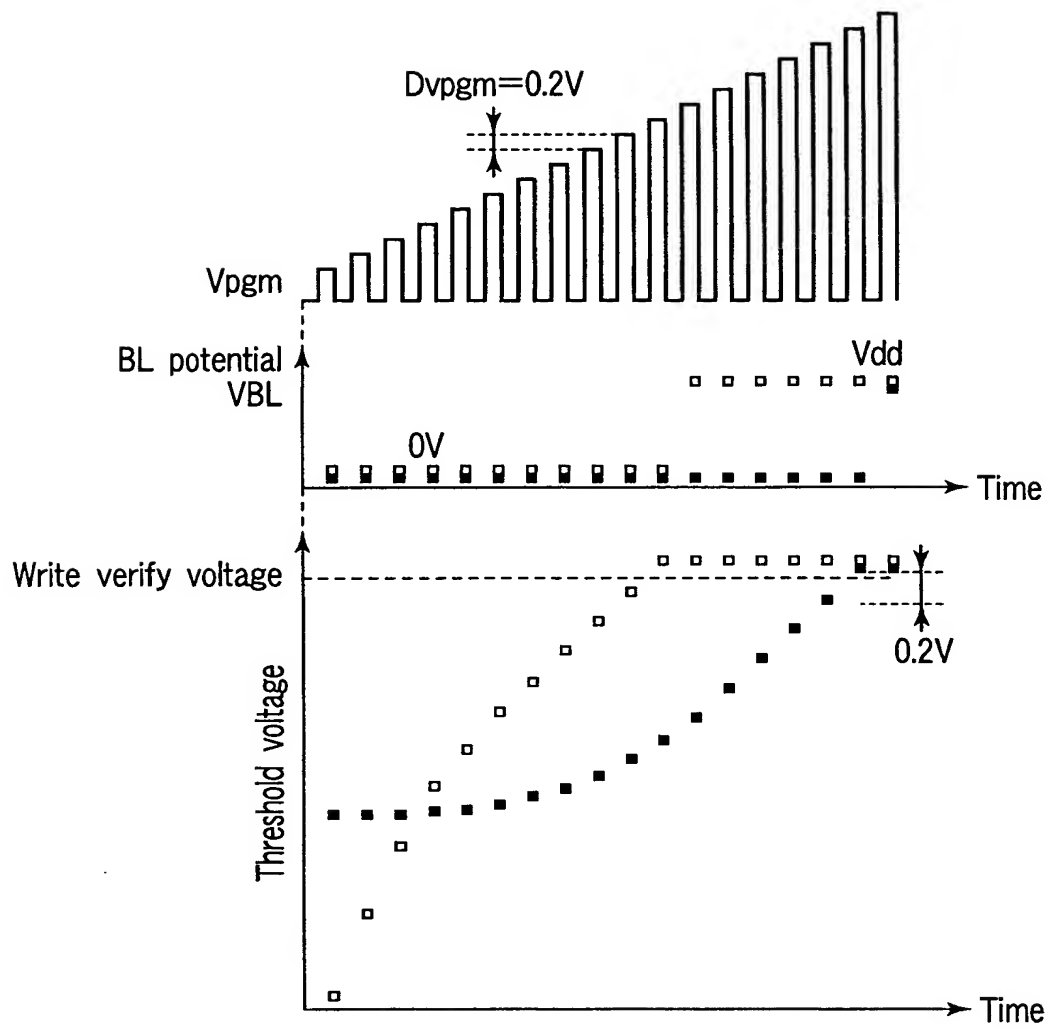 Dvpgm=0.2V
Vpgm
BL potential
VBL
Vdd
0V
Time
Write verify voltage
0.2V
Threshold voltage
Time